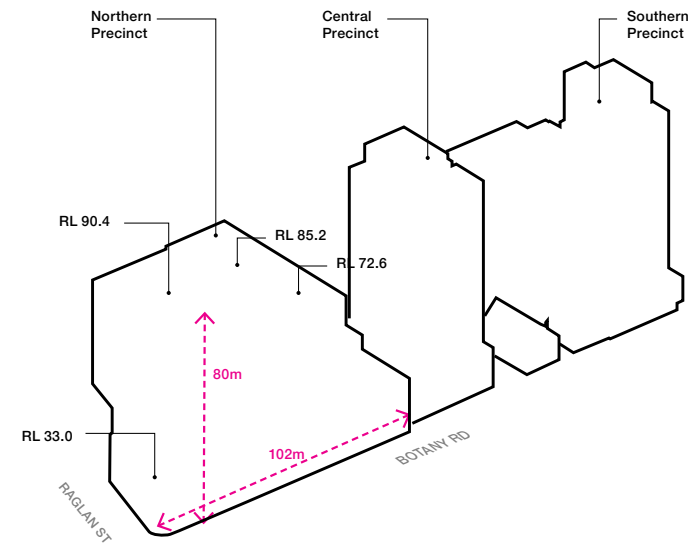 Northern
Precinct
Central
Precinct
Southern
Precinct
RL 90.4
RL 85.2
RL 72.6
80m
RL 33.0
102m
BOTANY RD
RAGLAN ST